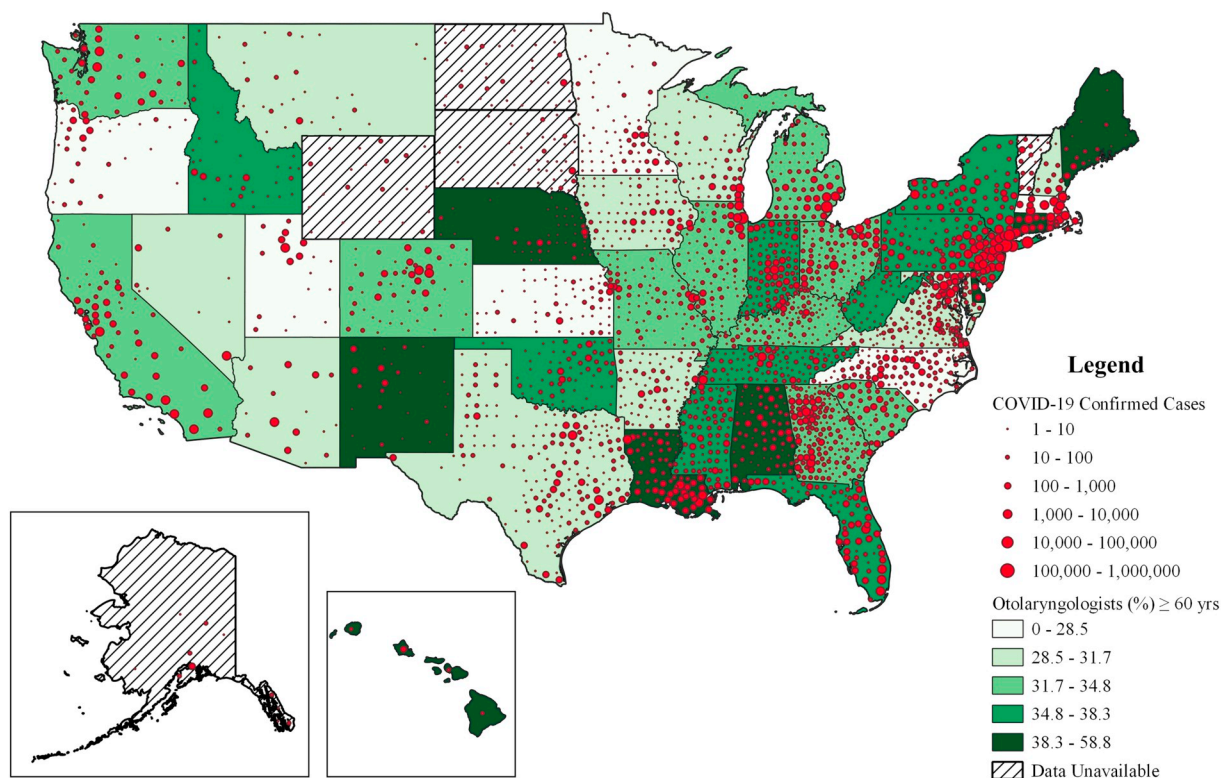 Legend
COVID-19 Confirmed Cases
1 - 10
10 - 100
100 - 1,000
1,000 - 10,000
10,000 - 100,000
100,000 - 1,000,000
Otolaryngologists (%) ≥ 60 yrs
0 - 28.5
28.5 - 31.7
31.7 - 34.8
34.8 - 38.3
38.3 - 58.8
Data Unavailable